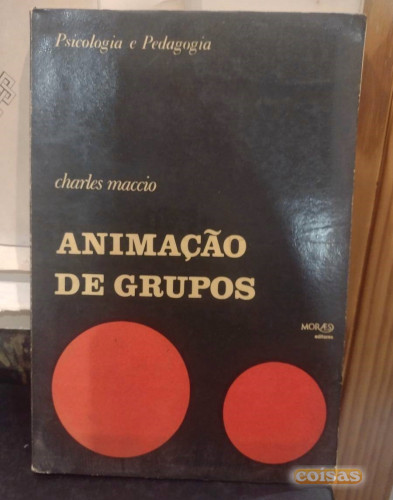 Psicologia e Pedagogia
charles maccio
ANIMAÇÃO
DE GRUPOS
MORAES
editores
coisas